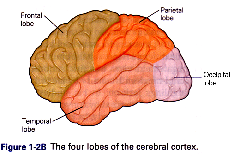 Frontal
lobe
Parietal
lobe
Occipital
lobe
Temporal
lobe
Figure 1-2B The four lobes of the cerebral cortex.